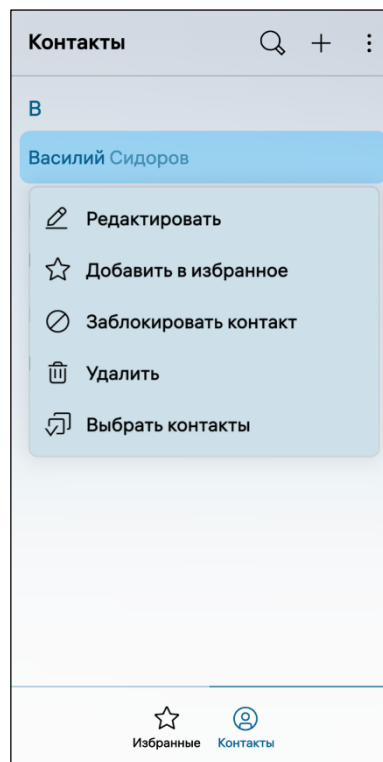 Контакты
В
Василий Сидоров
Редактировать
Добавить в избранное
Заблокировать контакт
Удалить
Выбрать контакты
Избранные Контакты